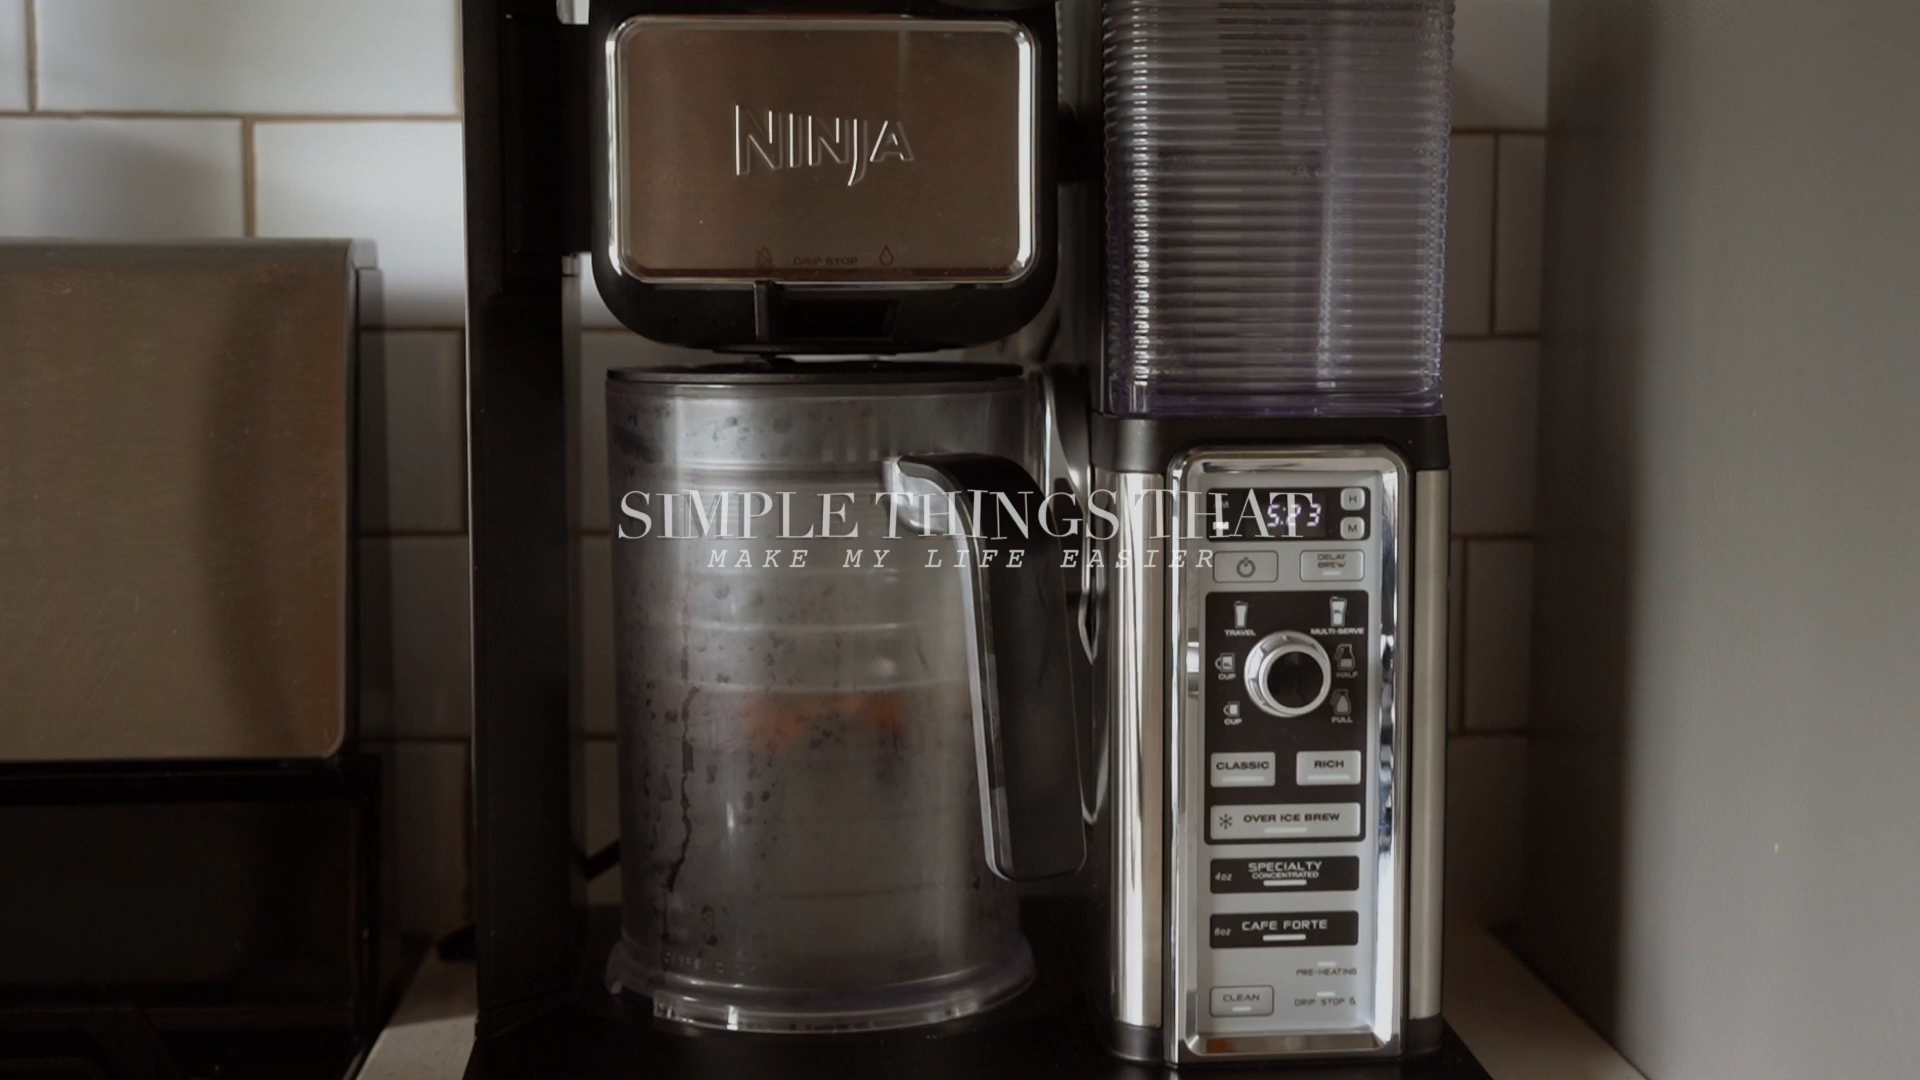 NINJA
DRIP STOP
SIMPLE THINGS THAT
MAKE MY LIFE EASIER
5:23
H
M
DELAY
BREW
TRAVEL
MULTI-SERVE
CUP
HALF
CUP
FULL
CLASSIC
RICH
OVER ICE BREW
4oz
SPECIALTY
CONCENTRATED
8oz
CAFE FORTE
PRE-HEATING
CLEAN
DRIP STOP